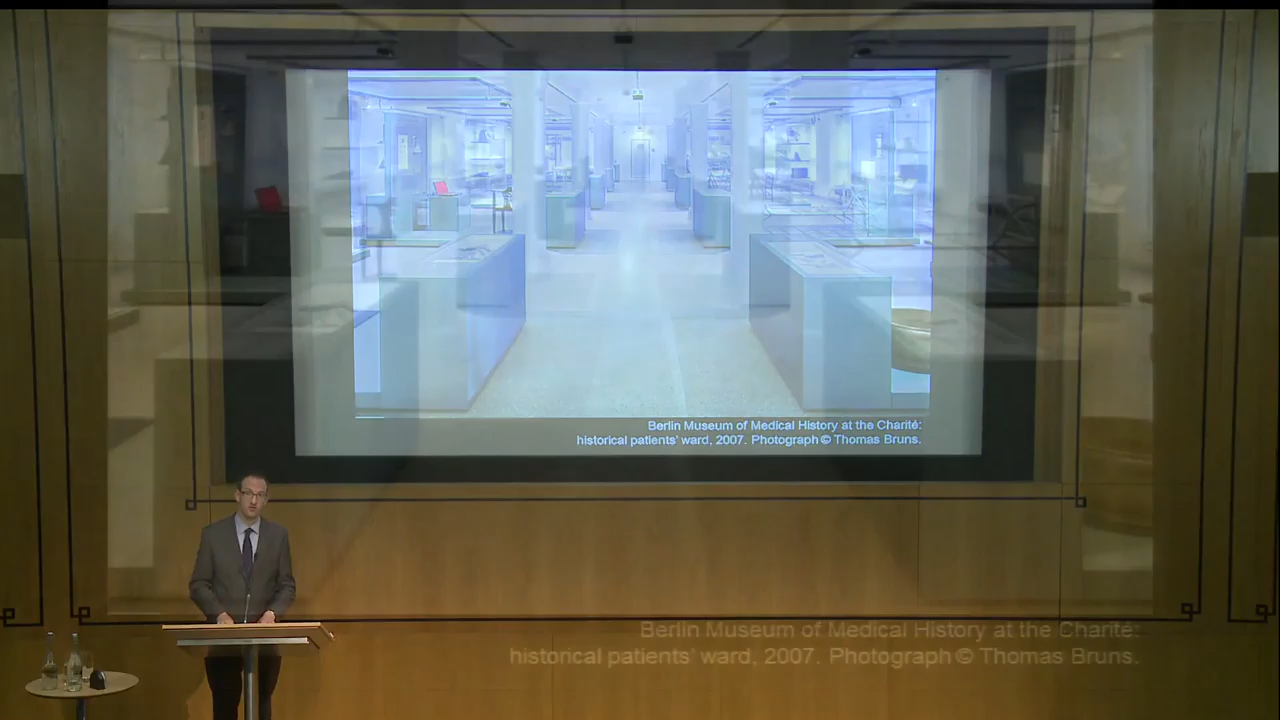 Berlin Museum of Medical History at the Charité:
historical patients' ward, 2007. Photograph © Thomas Bruns.
Berlin Museum of Medical History at the Charité:
historical patients' ward, 2007. Photograph © Thomas Bruns.